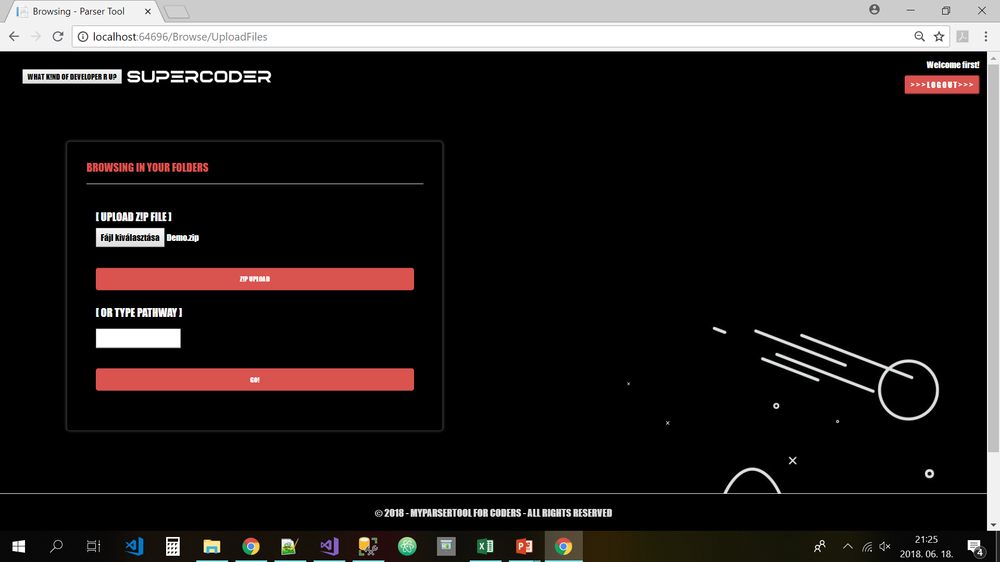 Browsing - Parser Tool
localhost:64696/Browse/UploadFiles
WHAT K!ND OF DEVELOPER R U?
SUPERCODER
Welcome first!
>>>LOGOUT>>>
BROWSING IN YOUR FOLDERS
[ UPLOAD Z!P FILE ]
Fájl kiválasztása Demo.zip
Z!P UPLOAD
[ OR TYPE PATHWAY ]
GO!
© 2018 - MYPARSERTOOL FOR CODERS - ALL RIGHTS RESERVED
21:25
2018. 06. 18.
4